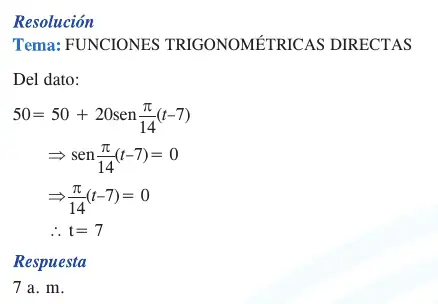 Resolución
Tema: FUNCIONES TRIGONOMÉTRICAS DIRECTAS
Del dato:
50= 50 + 20sen π/14 (t–7)
⇒ sen π/14 (t–7)= 0
⇒ π/14 (t–7)= 0
∴ t= 7
Respuesta
7 a. m.